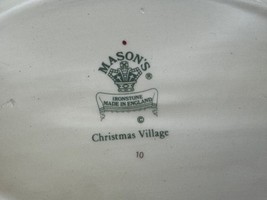 MASON'S
®
IRONSTONE
MADE IN ENGLAND
©
Christmas Village
10